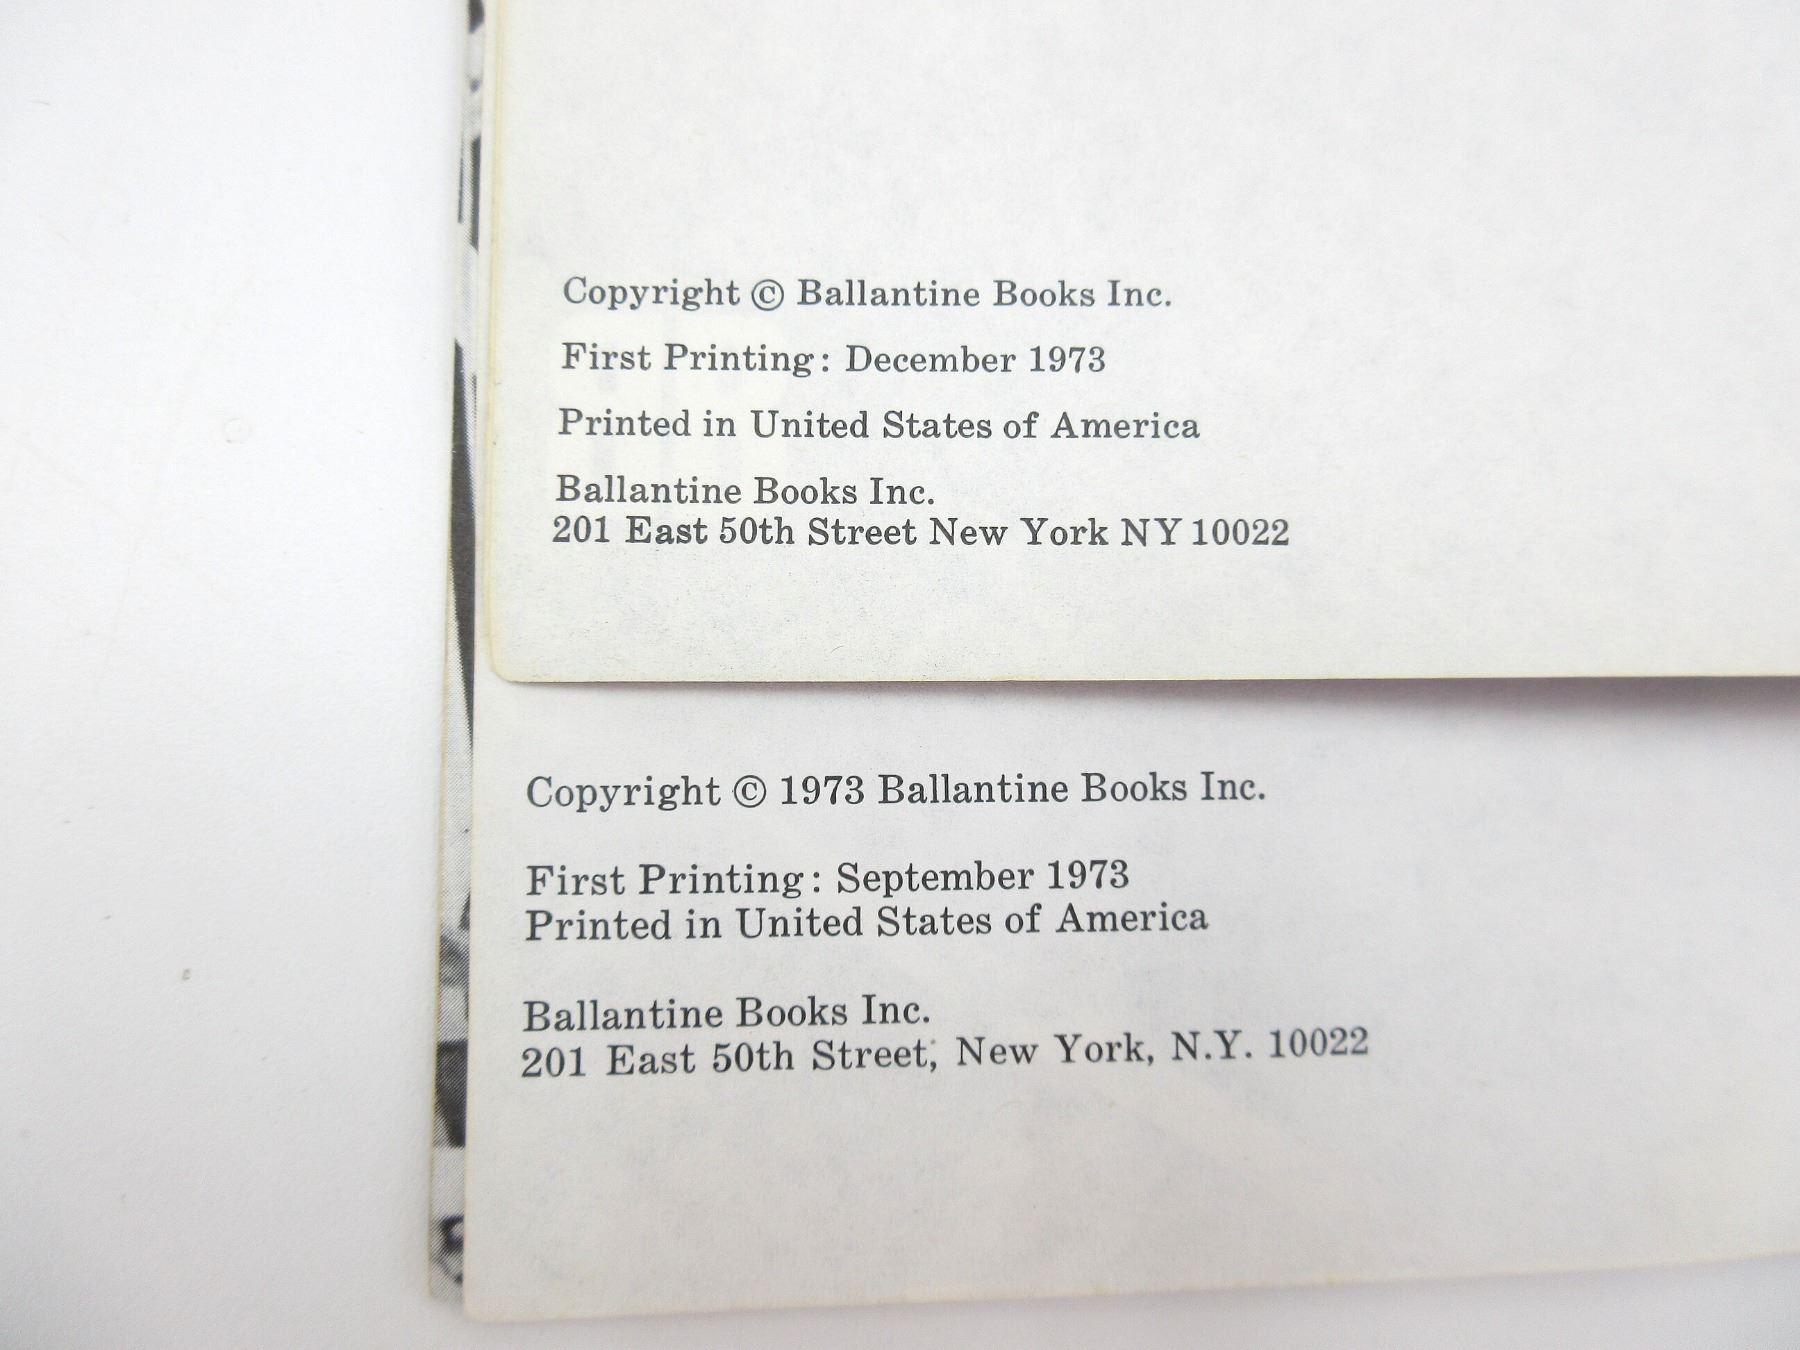 Copyright © Ballantine Books Inc.
First Printing: December 1973
Printed in United States of America
Ballantine Books Inc.
201 East 50th Street New York NY 10022
Copyright © 1973 Ballantine Books Inc.
First Printing: September 1973
Printed in United States of America
Ballantine Books Inc.
201 East 50th Street, New York, N.Y. 10022